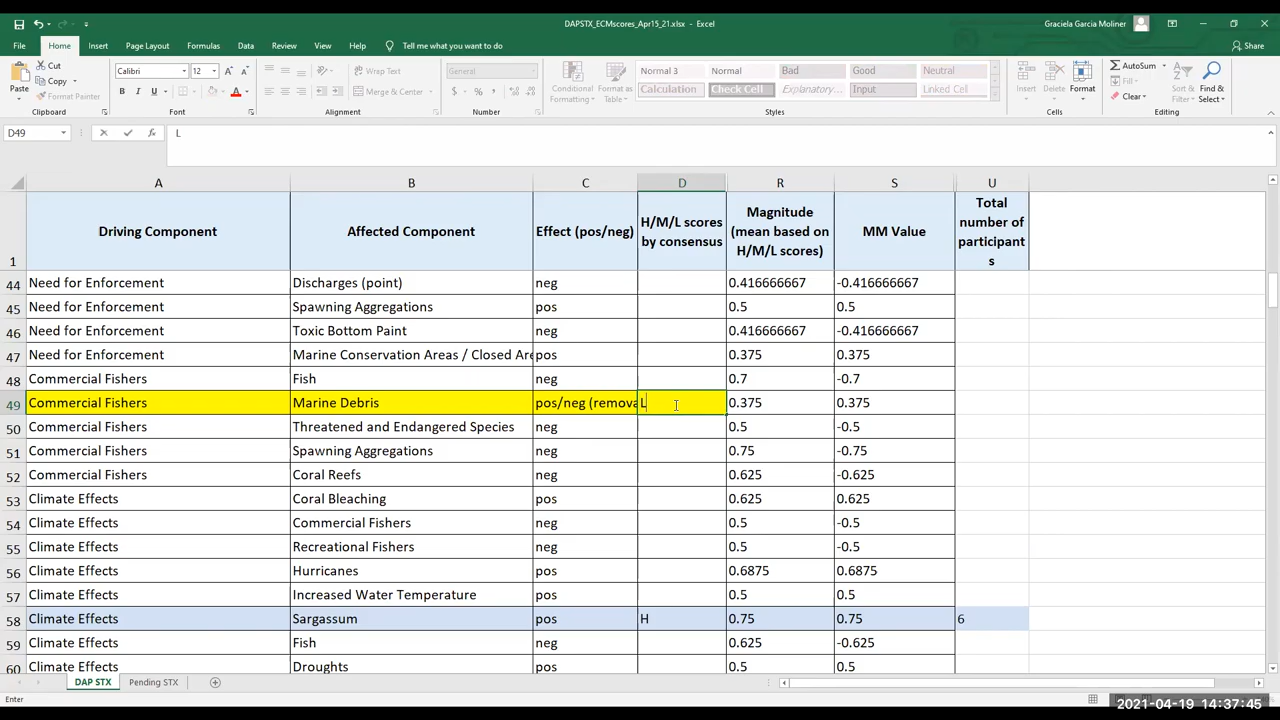 DAPSTX_ECMscores_Apr15_21.xlsx - Excel
Graciela Garcia Moliner
File Home Insert Page Layout Formulas Data Review View Help Tell me what you want to do Share
Paste Cut Copy Format Painter
Clipboard
Calibri 12
B I U
Font
Wrap Text
Merge & Center
Alignment
General
Number
Conditional Formatting Format as Table
Normal 3 Normal Bad Good Neutral
Calculation Check Cell Explanatory ... Input Linked Cell
Styles
Insert Delete Format
Cells
AutoSum Fill Clear
Sort & Filter Find & Select
Editing
D49 fx L
A B C D R S U
1 Driving Component Affected Component Effect (pos/neg) H/M/L scores by consensus Magnitude (mean based on H/M/L scores) MM Value Total number of participants
44 Need for Enforcement Discharges (point) neg 0.416666667 -0.416666667
45 Need for Enforcement Spawning Aggregations pos 0.5 0.5
46 Need for Enforcement Toxic Bottom Paint neg 0.416666667 -0.416666667
47 Need for Enforcement Marine Conservation Areas / Closed Are pos 0.375 0.375
48 Commercial Fishers Fish neg 0.7 -0.7
49 Commercial Fishers Marine Debris pos/neg (remova L 0.375 0.375
50 Commercial Fishers Threatened and Endangered Species neg 0.5 -0.5
51 Commercial Fishers Spawning Aggregations neg 0.75 -0.75
52 Commercial Fishers Coral Reefs neg 0.625 -0.625
53 Climate Effects Coral Bleaching pos 0.625 0.625
54 Climate Effects Commercial Fishers neg 0.5 -0.5
55 Climate Effects Recreational Fishers neg 0.5 -0.5
56 Climate Effects Hurricanes pos 0.6875 0.6875
57 Climate Effects Increased Water Temperature pos 0.5 0.5
58 Climate Effects Sargassum pos H 0.75 0.75 6
59 Climate Effects Fish neg 0.625 -0.625
60 Climate Effects Droughts pos 0.5 0.5
DAP STX Pending STX
Enter
2021-04-19 14:37:45